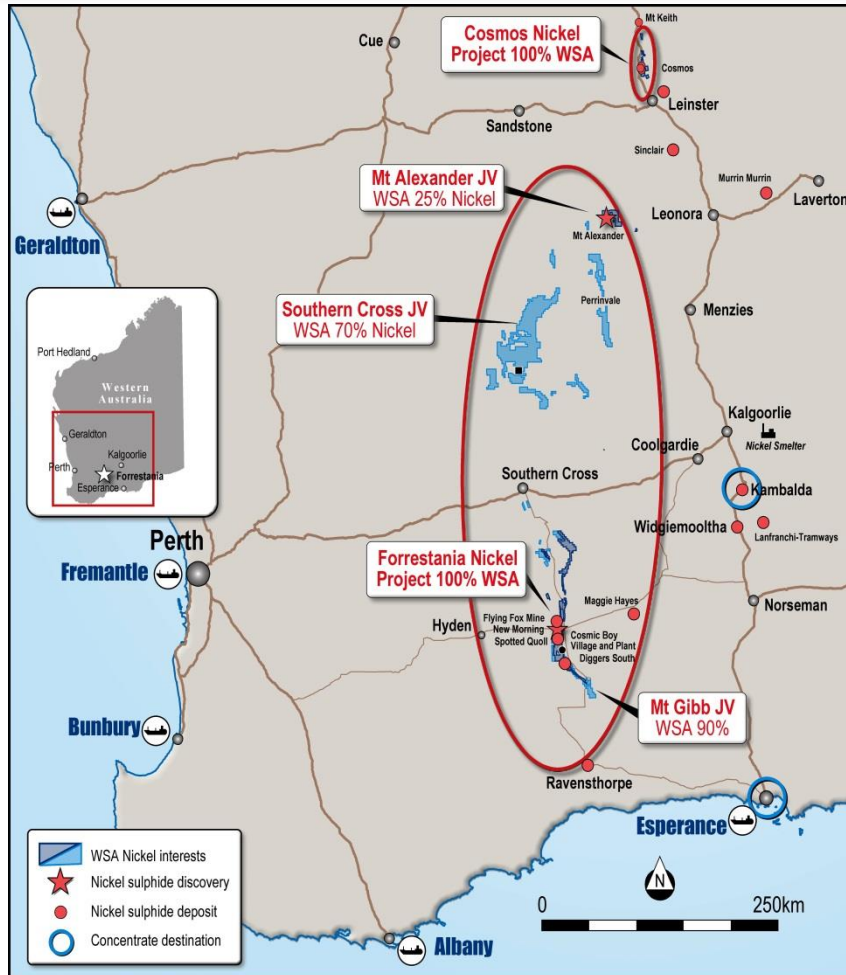 Mt Keith
Cue
Cosmos Nickel
Project 100% WSA
Cosmos
Leinster
Sandstone
Sinclair
Mt Alexander JV
WSA 25% Nickel
Murrin Murrin
Laverton
Leonora
Mt Alexander
Geraldton
Southern Cross JV
WSA 70% Nickel
Perrinvale
Menzies
Port Hedland
Western
Australia
Geraldton
Kalgoorlie
Perth
Forrestania
Esperance
Kalgoorlie
Nickel Smelter
Coolgardie
Southern Cross
Kambalda
Widgiemooltha
Lanfranchi-Tramways
Perth
Fremantle
Forrestania Nickel
Project 100% WSA
Norseman
Maggie Hayes
Hyden
Flying Fox Mine
New Morning
Spotted Quoll
Cosmic Boy
Village and Plant
Diggers South
Mt Gibb JV
WSA 90%
Bunbury
Ravensthorpe
Esperance
WSA Nickel interests
Nickel sulphide discovery
Nickel sulphide deposit
Concentrate destination
N
0
250km
Albany